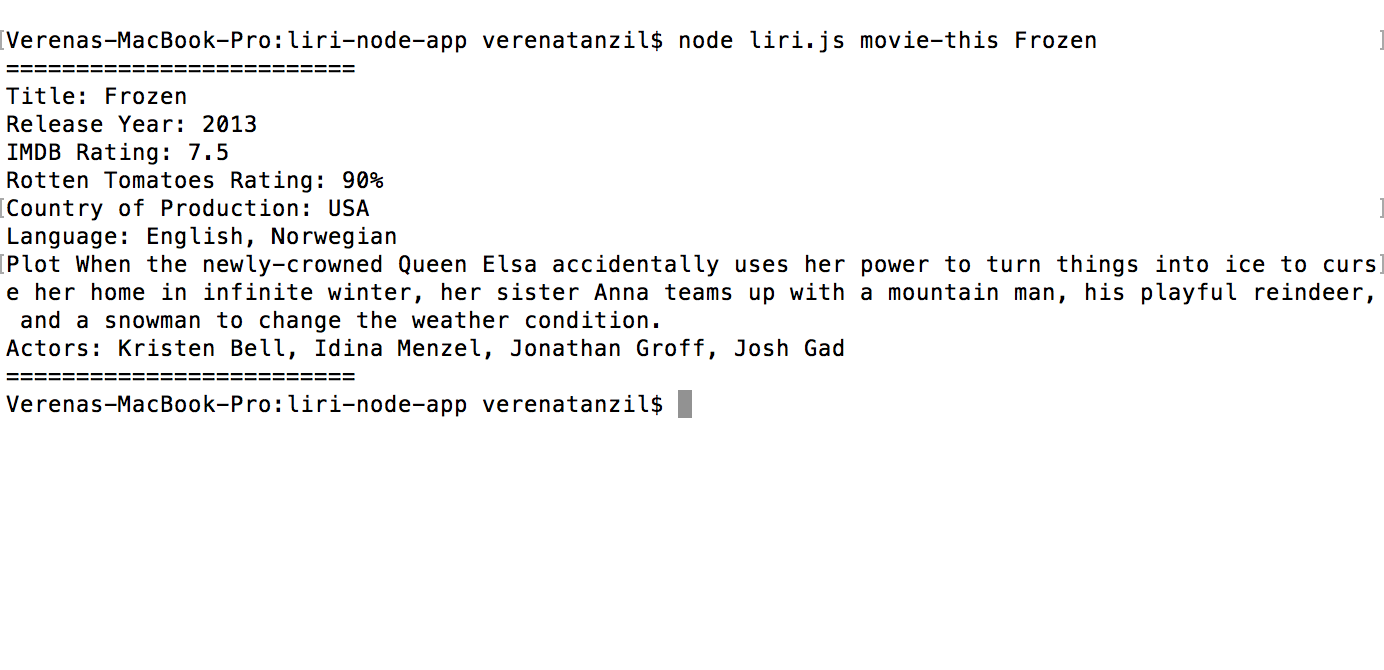 [Verenas-MacBook-Pro:liri-node-app verenatanzil$ node liri.js movie-this Frozen ]
=========================
Title: Frozen
Release Year: 2013
IMDB Rating: 7.5
Rotten Tomatoes Rating: 90%
[Country of Production: USA ]
Language: English, Norwegian
[Plot When the newly-crowned Queen Elsa accidentally uses her power to turn things into ice to curs]
e her home in infinite winter, her sister Anna teams up with a mountain man, his playful reindeer,
 and a snowman to change the weather condition.
Actors: Kristen Bell, Idina Menzel, Jonathan Groff, Josh Gad
=========================
Verenas-MacBook-Pro:liri-node-app verenatanzil$